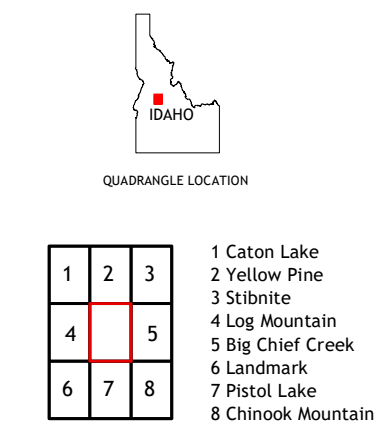 IDAHO
QUADRANGLE LOCATION
1 2 3
4 5
6 7 8
1 Caton Lake
2 Yellow Pine
3 Stibnite
4 Log Mountain
5 Big Chief Creek
6 Landmark
7 Pistol Lake
8 Chinook Mountain